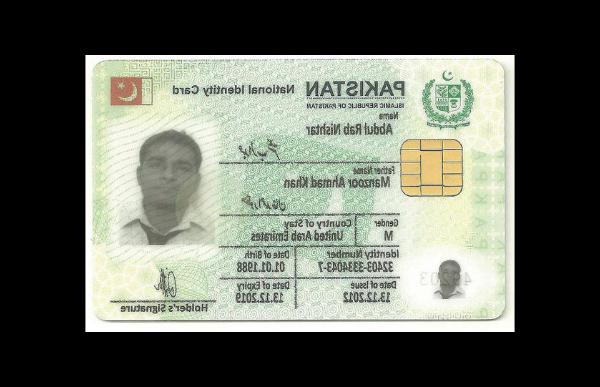 PAKISTAN National Identity Card
ISLAMIC REPUBLIC OF PAKISTAN
Name
Abdul Rab Nishtar
Father Name
Manzoor Ahmad Khan
Gender Country of Stay
M United Arab Emirates
Identity Number Date of Birth
32403-3334043-7 01.01.1988
Date of Issue Date of Expiry
13.12.2012 13.12.2019
Holder's Signature